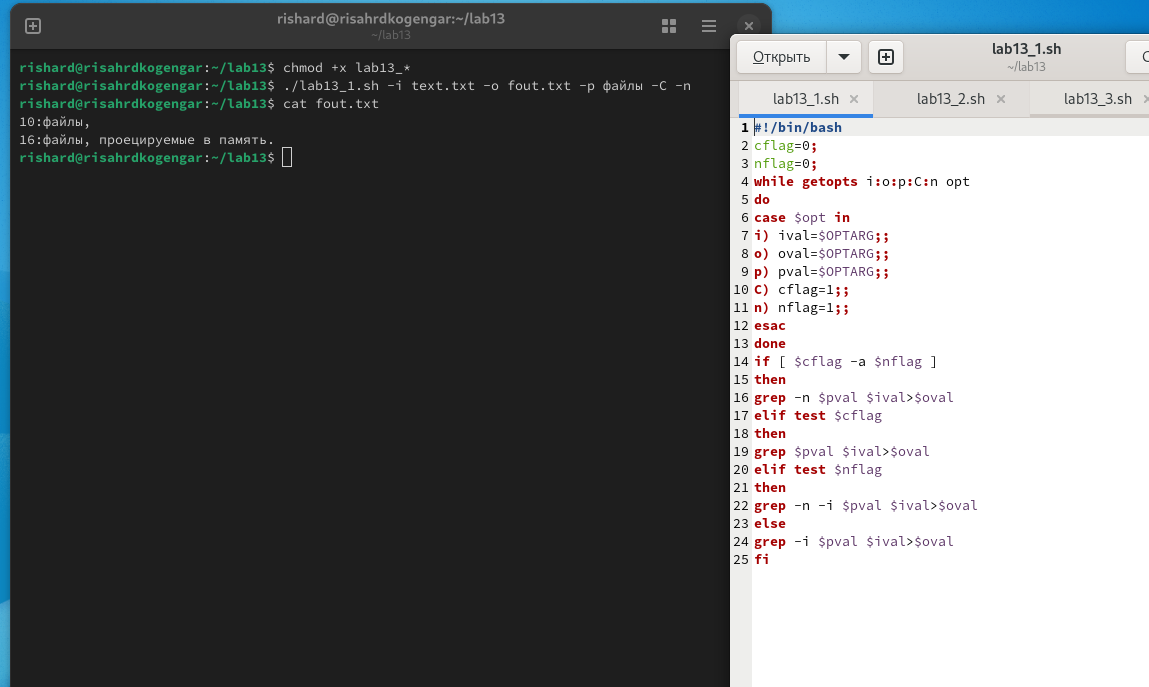 rishard@risahrdkogengar:~/lab13
~/lab13
rishard@risahrdkogengar:~/lab13$ chmod +x lab13_*
rishard@risahrdkogengar:~/lab13$ ./lab13_1.sh -i text.txt -o fout.txt -p файлы -C -n
rishard@risahrdkogengar:~/lab13$ cat fout.txt
10:файлы,
16:файлы, проецируемые в память.
rishard@risahrdkogengar:~/lab13$
Открыть
lab13_1.sh
~/lab13
lab13_1.sh
lab13_2.sh
lab13_3.sh
1 #!/bin/bash
2 cflag=0;
3 nflag=0;
4 while getopts i:o:p:C:n opt
5 do
6 case $opt in
7 i) ival=$OPTARG;;
8 o) oval=$OPTARG;;
9 p) pval=$OPTARG;;
10 C) cflag=1;;
11 n) nflag=1;;
12 esac
13 done
14 if [ $cflag -a $nflag ]
15 then
16 grep -n $pval $ival>$oval
17 elif test $cflag
18 then
19 grep $pval $ival>$oval
20 elif test $nflag
21 then
22 grep -n -i $pval $ival>$oval
23 else
24 grep -i $pval $ival>$oval
25 fi